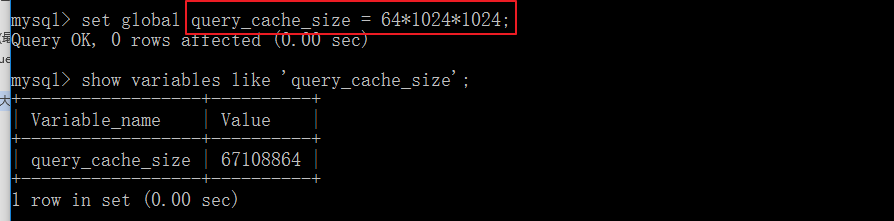 mysql> set global query_cache_size = 64*1024*1024;
Query OK, 0 rows affected (0.00 sec)
mysql> show variables like 'query_cache_size';
+------------------+----------+
| Variable_name    | Value    |
+------------------+----------+
| query_cache_size | 67108864 |
+------------------+----------+
1 row in set (0.00 sec)